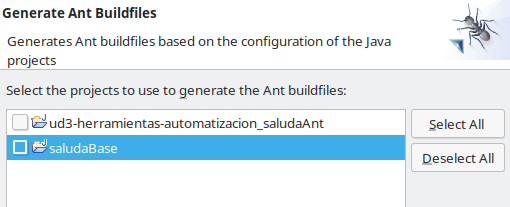 Generate Ant Buildfiles
Generates Ant buildfiles based on the configuration of the Java
projects
Select the projects to use to generate the Ant buildfiles:
ud3-herramientas-automatizacion_saludaAnt
saludaBase
Select All
Deselect All